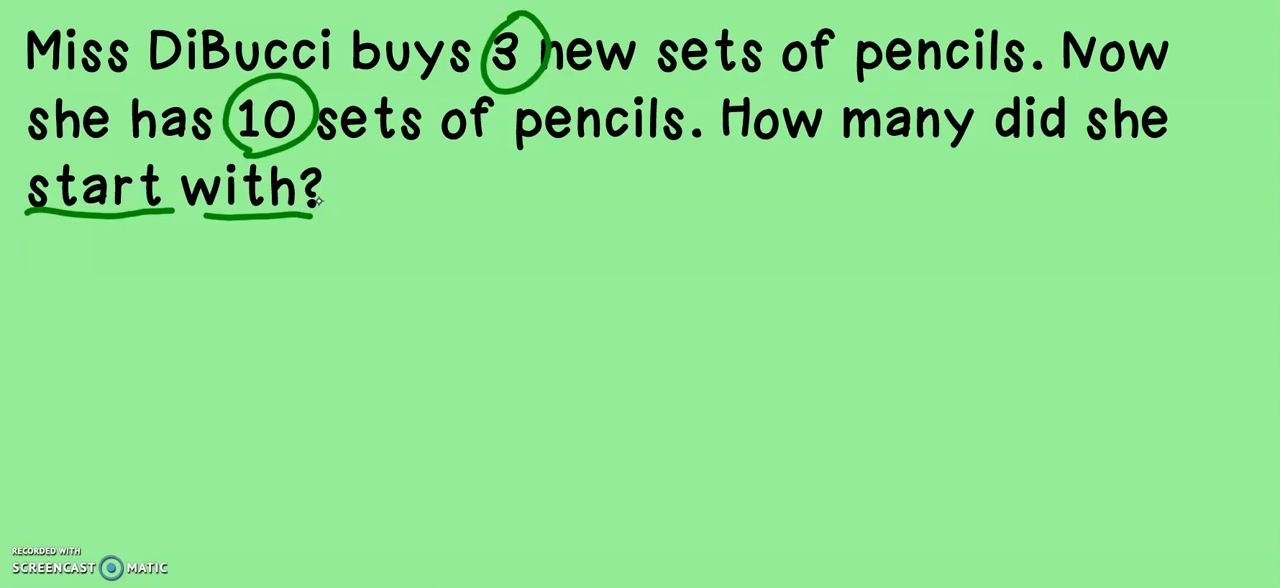 Miss DiBucci buys 3 new sets of pencils. Now
she has 10 sets of pencils. How many did she
start with?
RECORDED WITH
SCREENCAST MATIC